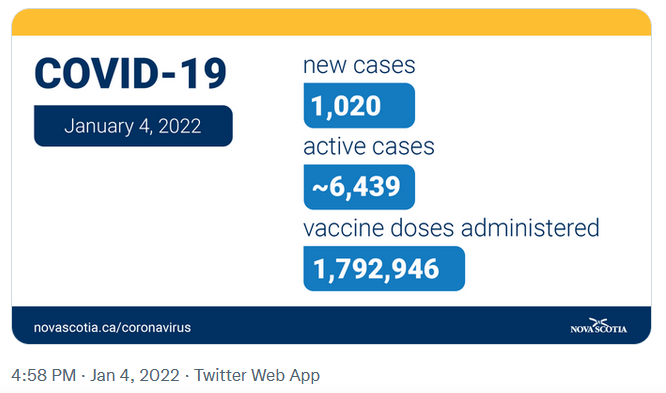 COVID-19
January 4, 2022
new cases
1,020
active cases
~6,439
vaccine doses administered
1,792,946
novascotia.ca/coronavirus
NOVA SCOTIA
4:58 PM · Jan 4, 2022 · Twitter Web App